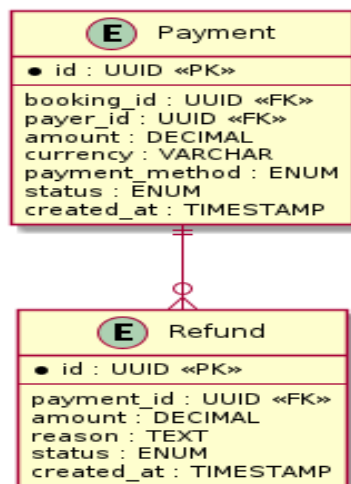 E Payment
● id : UUID «PK»
booking_id : UUID «FK»
payer_id : UUID «FK»
amount : DECIMAL
currency : VARCHAR
payment_method : ENUM
status : ENUM
created_at : TIMESTAMP
E Refund
● id : UUID «PK»
payment_id : UUID «FK»
amount : DECIMAL
reason : TEXT
status : ENUM
created_at : TIMESTAMP